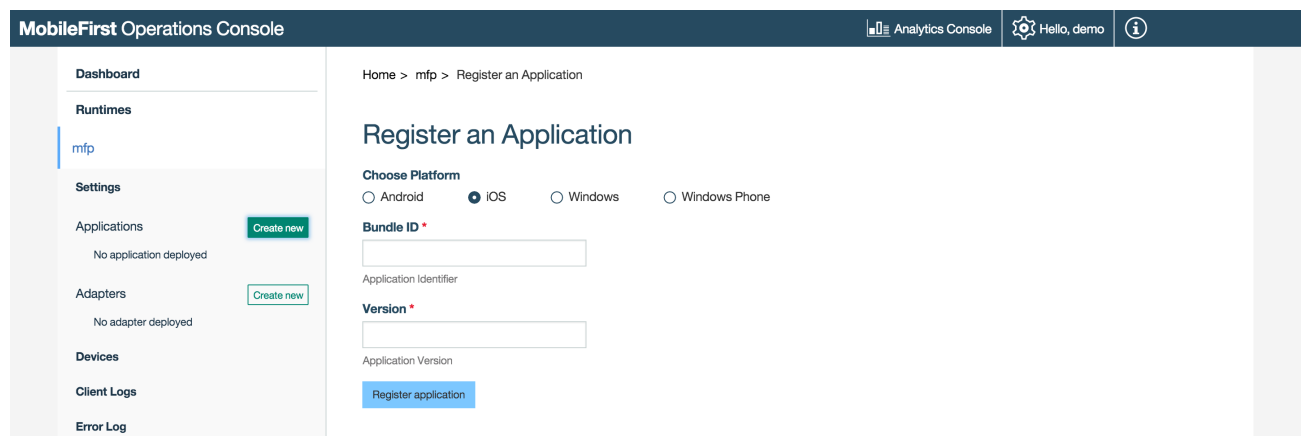 MobileFirst Operations Console
Analytics Console
Hello, demo
Dashboard
Runtimes
mfp
Settings
Applications
Create new
No application deployed
Adapters
Create new
No adapter deployed
Devices
Client Logs
Error Log
Home > mfp > Register an Application
Register an Application
Choose Platform
Android iOS Windows Windows Phone
Bundle ID *
Application Identifier
Version *
Application Version
Register application